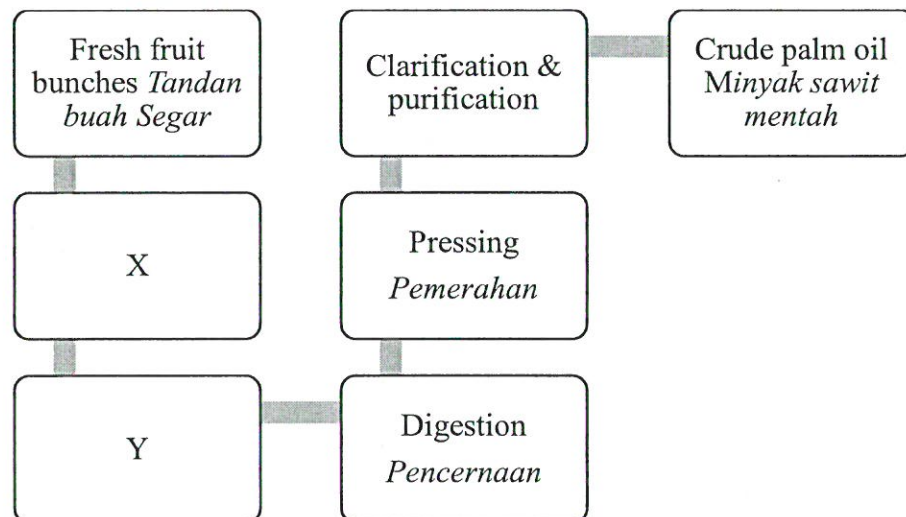 Fresh fruit
bunches Tandan
buah Segar
X
Y
Digestion
Pencernaan
Pressing
Pemerahan
Clarification &
purification
Crude palm oil
Minyak sawit
mentah